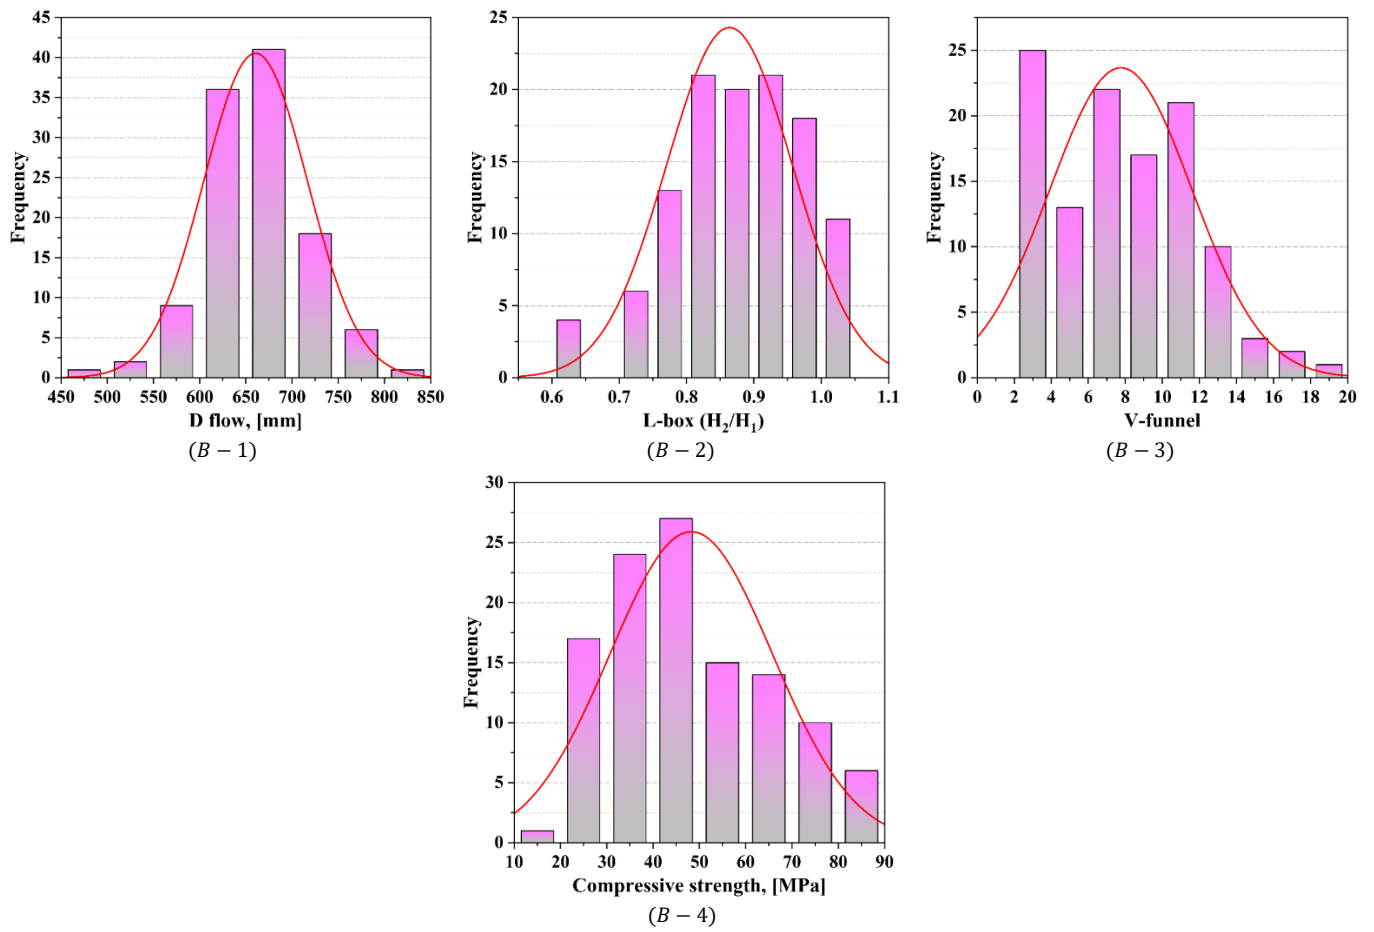 45
40
35
30
25
20
15
10
5
0
Frequency
450 500 550 600 650 700 750 800 850
D flow, [mm]
(B − 1)
25
20
15
10
5
0
Frequency
0.6 0.7 0.8 0.9 1.0 1.1
L-box (H₂/H₁)
(B − 2)
25
20
15
10
5
0
Frequency
0 2 4 6 8 10 12 14 16 18 20
V-funnel
(B − 3)
30
25
20
15
10
5
0
Frequency
10 20 30 40 50 60 70 80 90
Compressive strength, [MPa]
(B − 4)